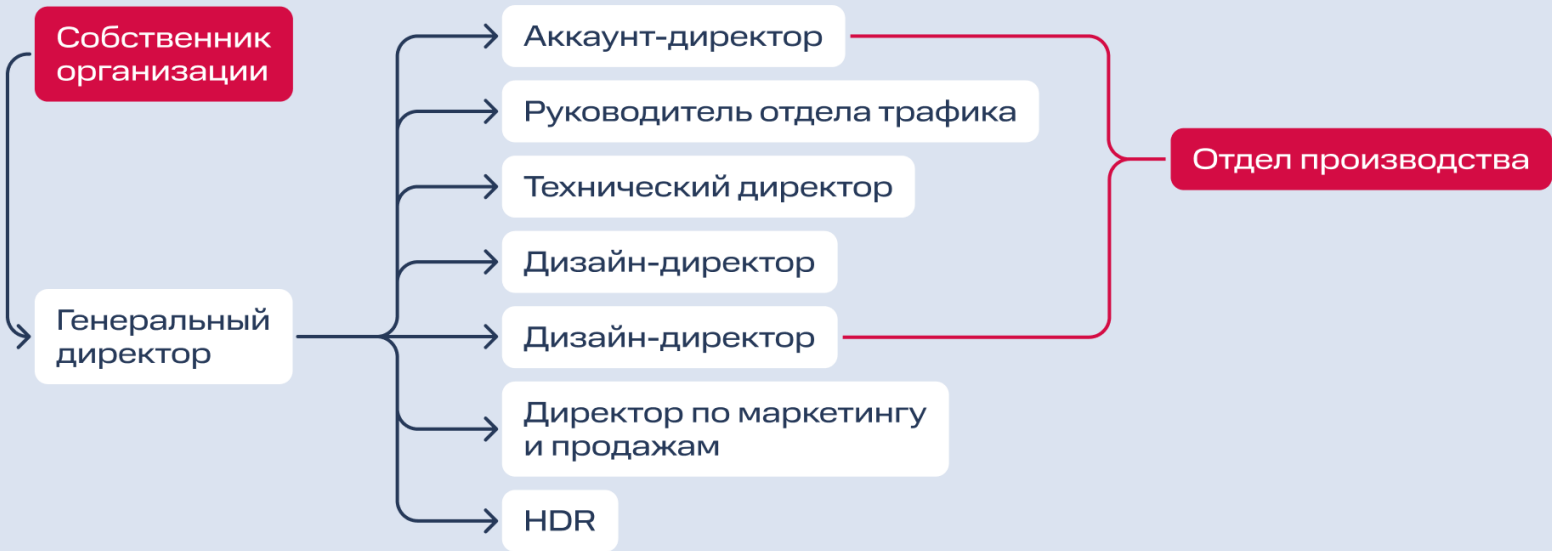 Собственник
организации
Генеральный
директор
Аккаунт-директор
Руководитель отдела трафика
Технический директор
Дизайн-директор
Дизайн-директор
Директор по маркетингу
и продажам
HDR
Отдел производства